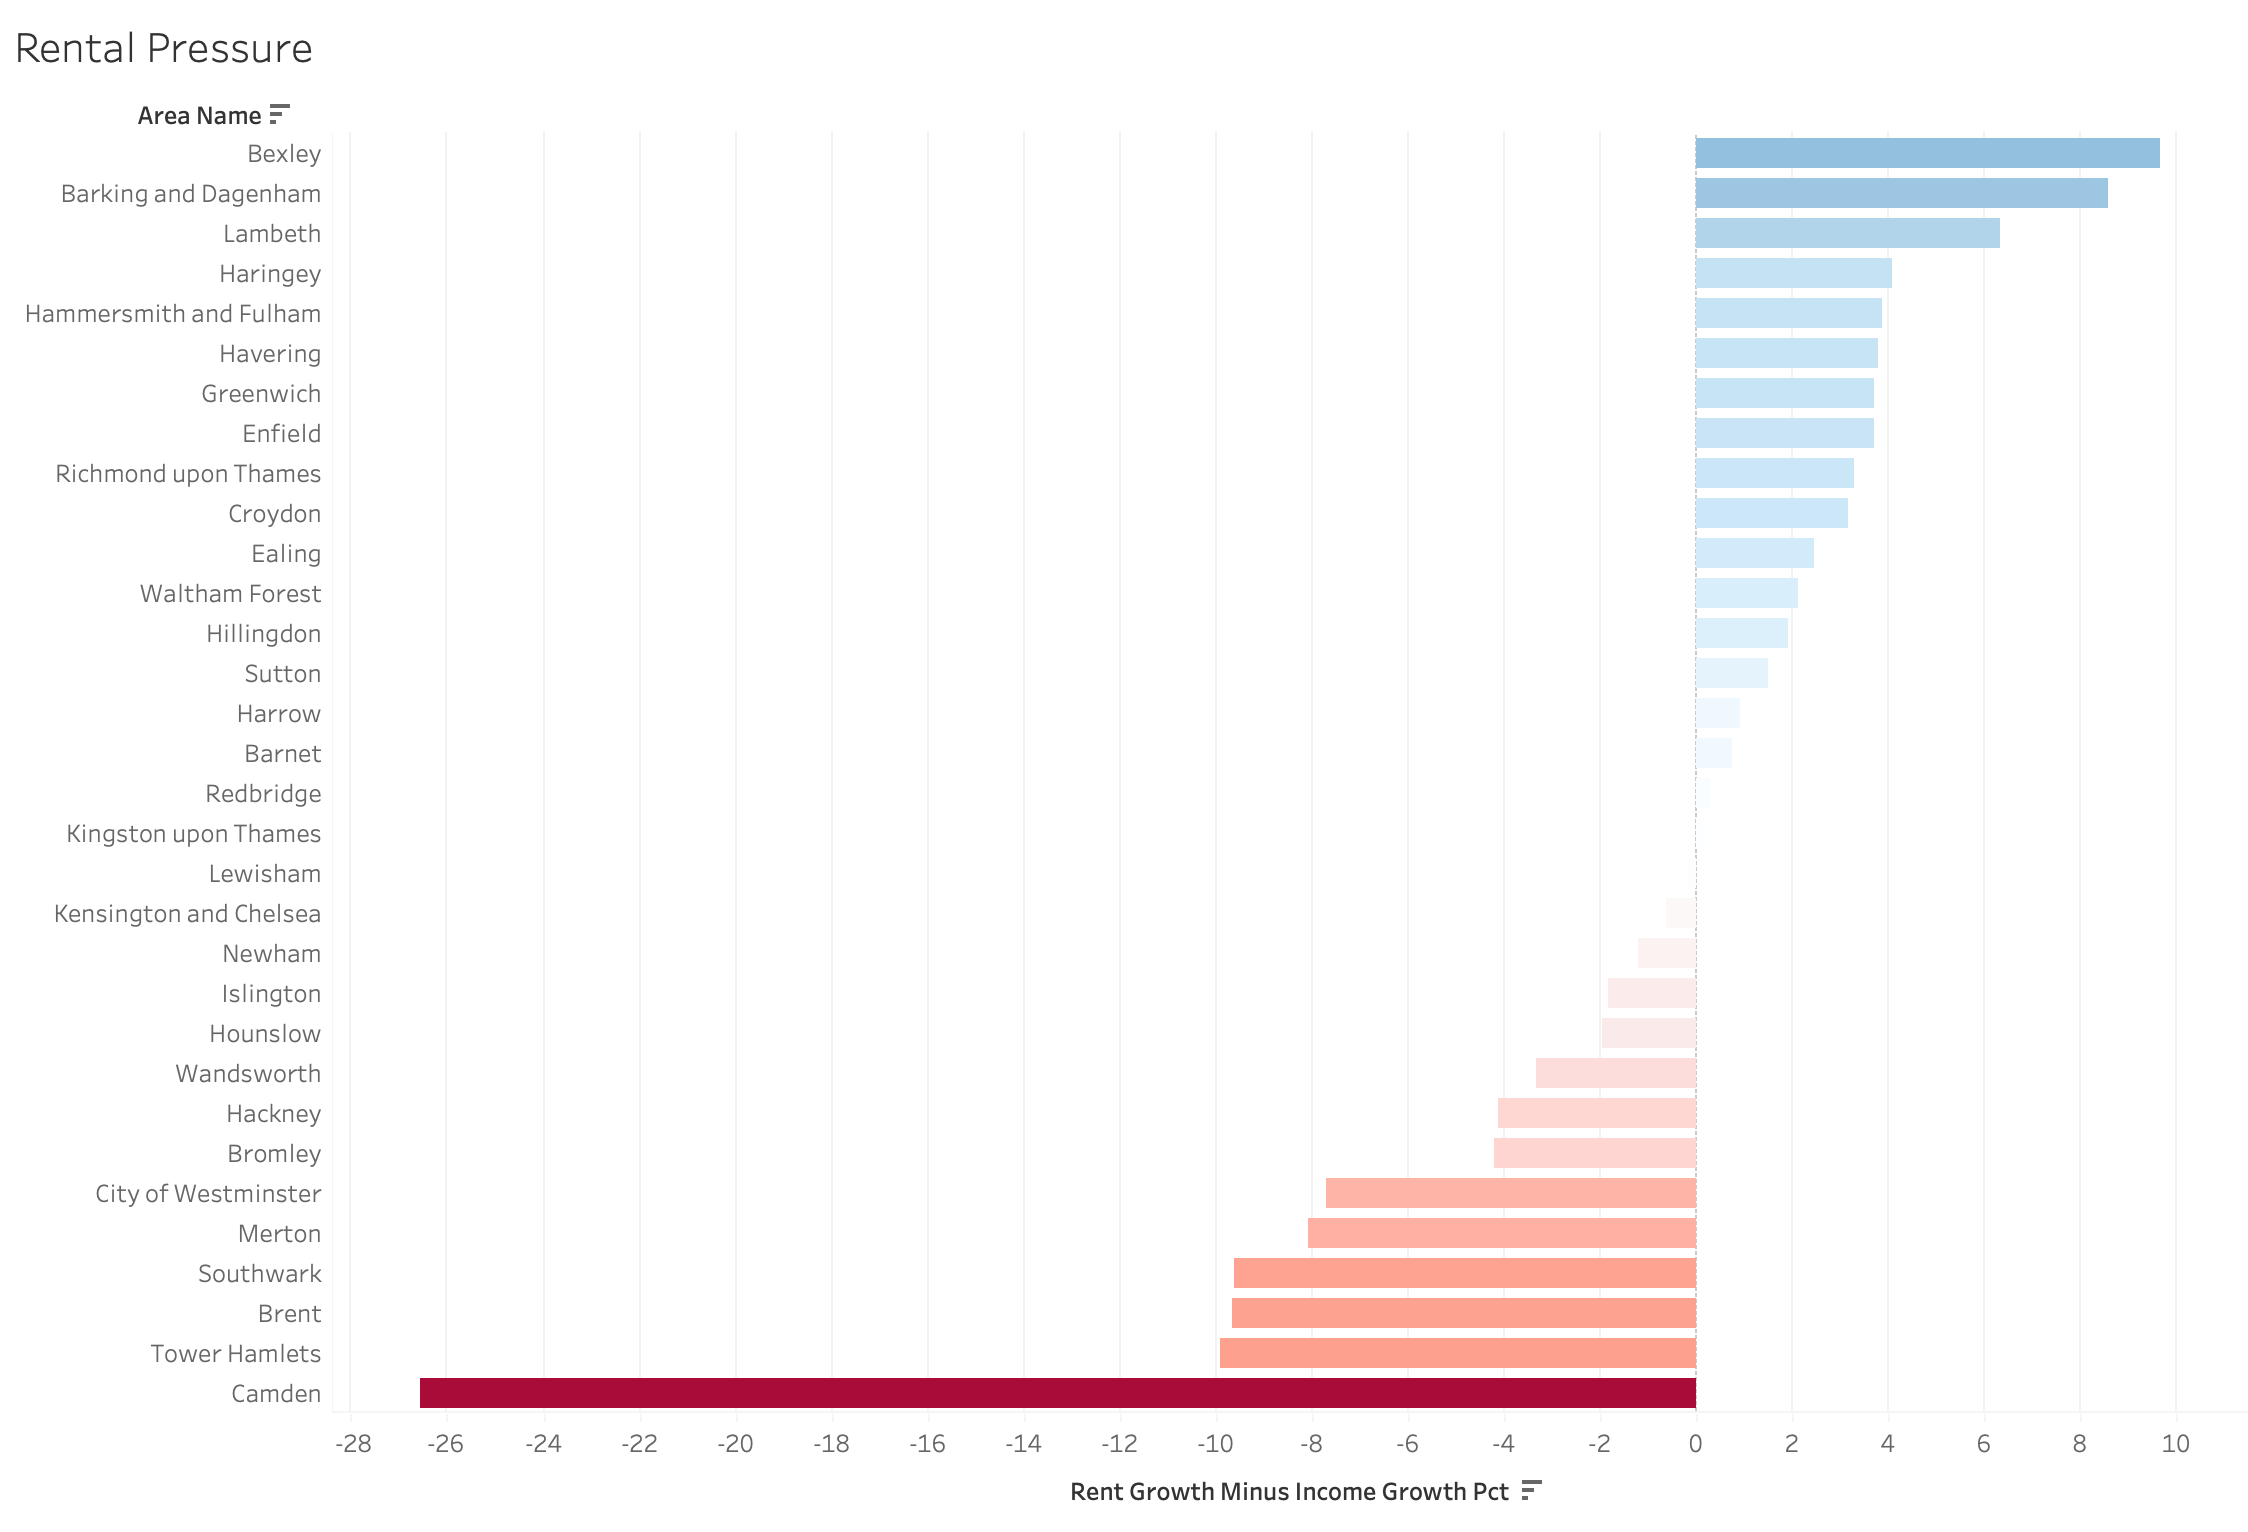 Rental Pressure
Area Name
Bexley
Barking and Dagenham
Lambeth
Haringey
Hammersmith and Fulham
Havering
Greenwich
Enfield
Richmond upon Thames
Croydon
Ealing
Waltham Forest
Hillingdon
Sutton
Harrow
Barnet
Redbridge
Kingston upon Thames
Lewisham
Kensington and Chelsea
Newham
Islington
Hounslow
Wandsworth
Hackney
Bromley
City of Westminster
Merton
Southwark
Brent
Tower Hamlets
Camden
-28 -26 -24 -22 -20 -18 -16 -14 -12 -10 -8 -6 -4 -2 0 2 4 6 8 10
Rent Growth Minus Income Growth Pct